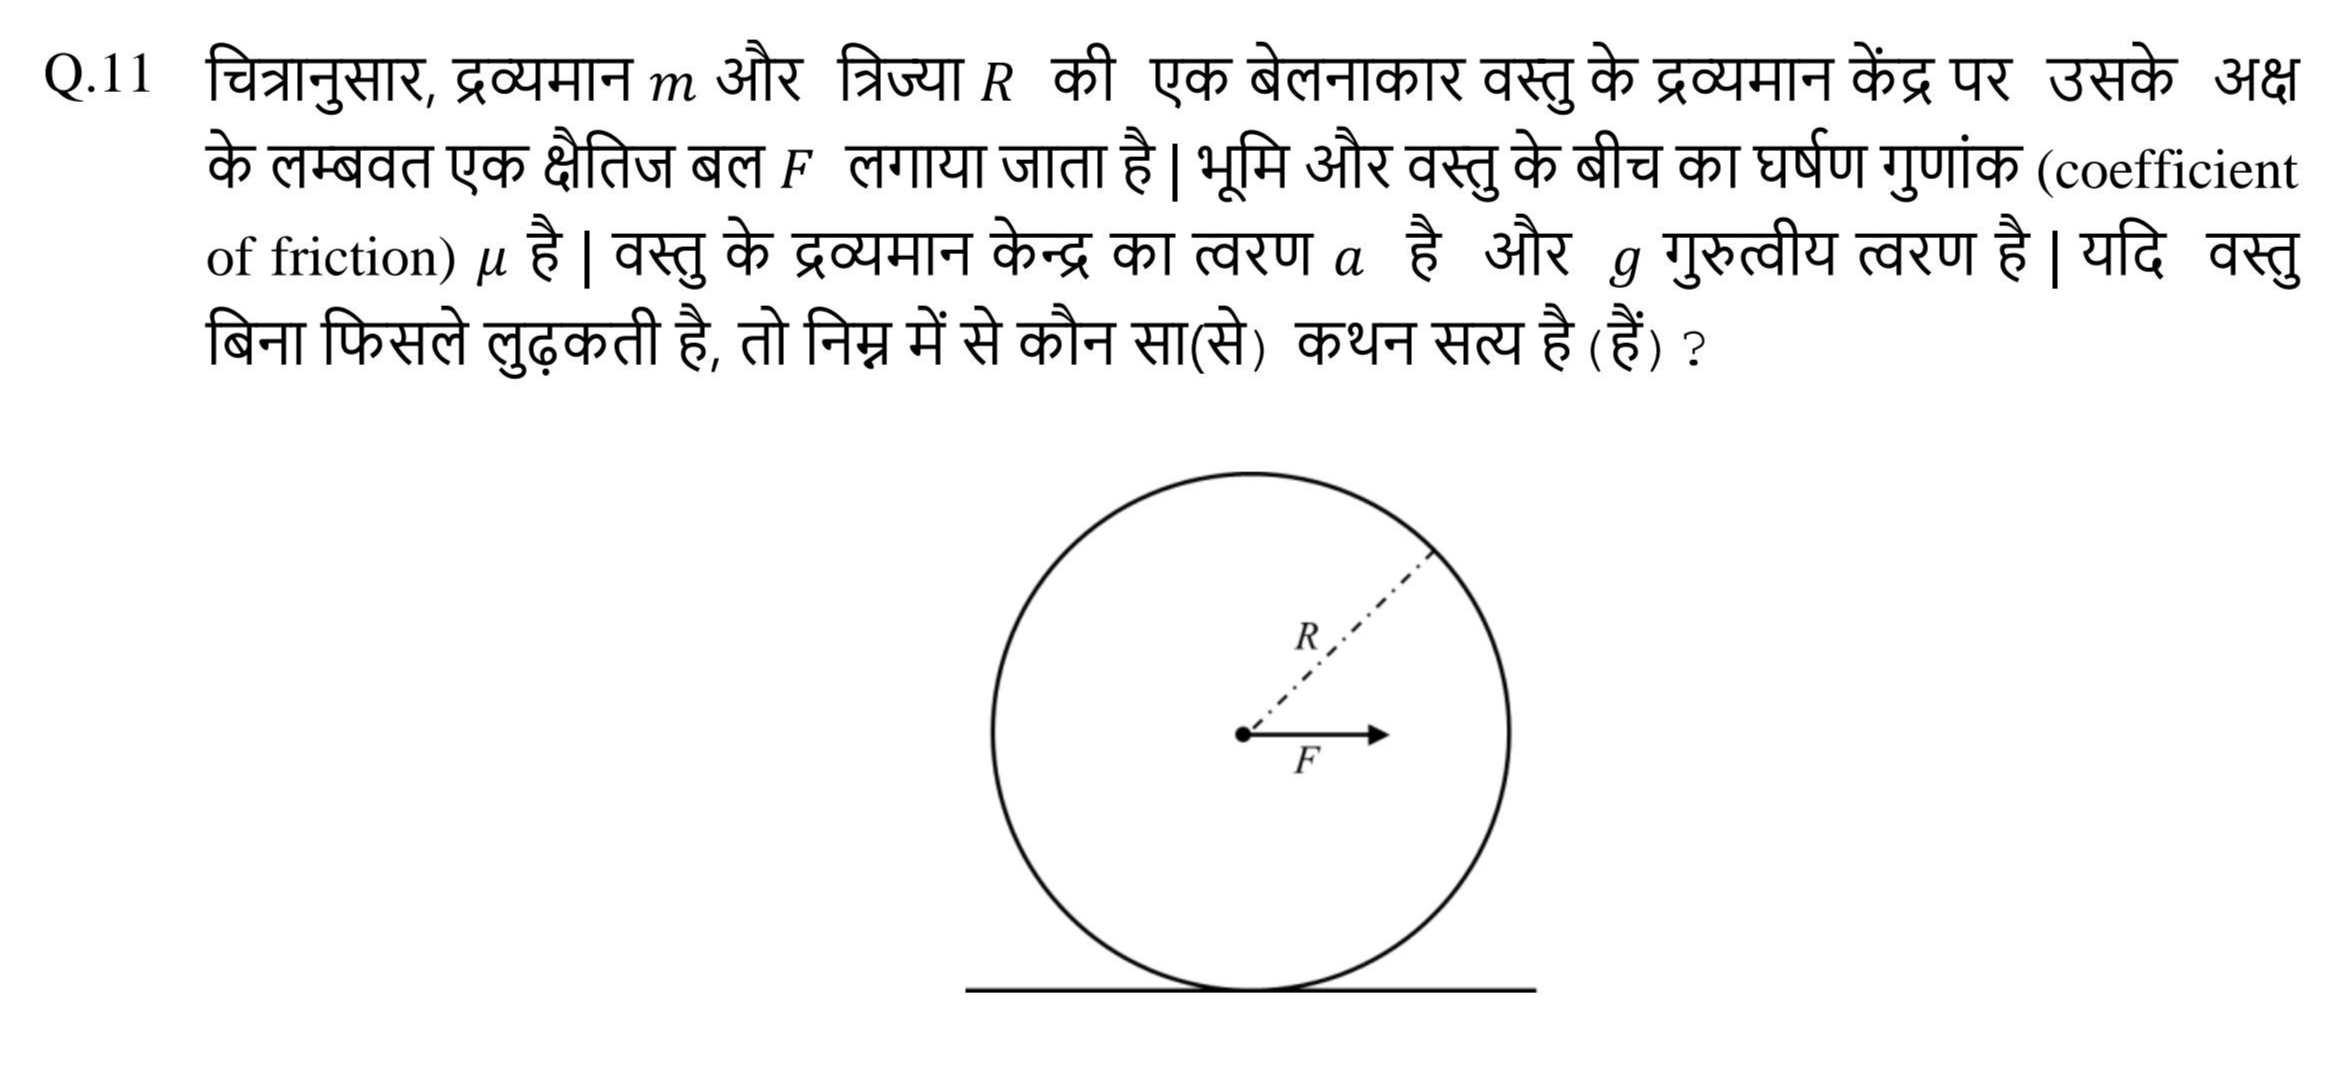 Q.11 चित्रानुसार, द्रव्यमान m और त्रिज्या R की एक बेलनाकार वस्तु के द्रव्यमान केंद्र पर उसके अक्ष
के लम्बवत एक क्षैतिज बल F लगाया जाता है | भूमि और वस्तु के बीच का घर्षण गुणांक (coefficient
of friction) μ है | वस्तु के द्रव्यमान केन्द्र का त्वरण a है और g गुरुत्वीय त्वरण है | यदि वस्तु
बिना फिसले लुढ़कती है, तो निम्न में से कौन सा(से) कथन सत्य है (हैं) ?
R
F